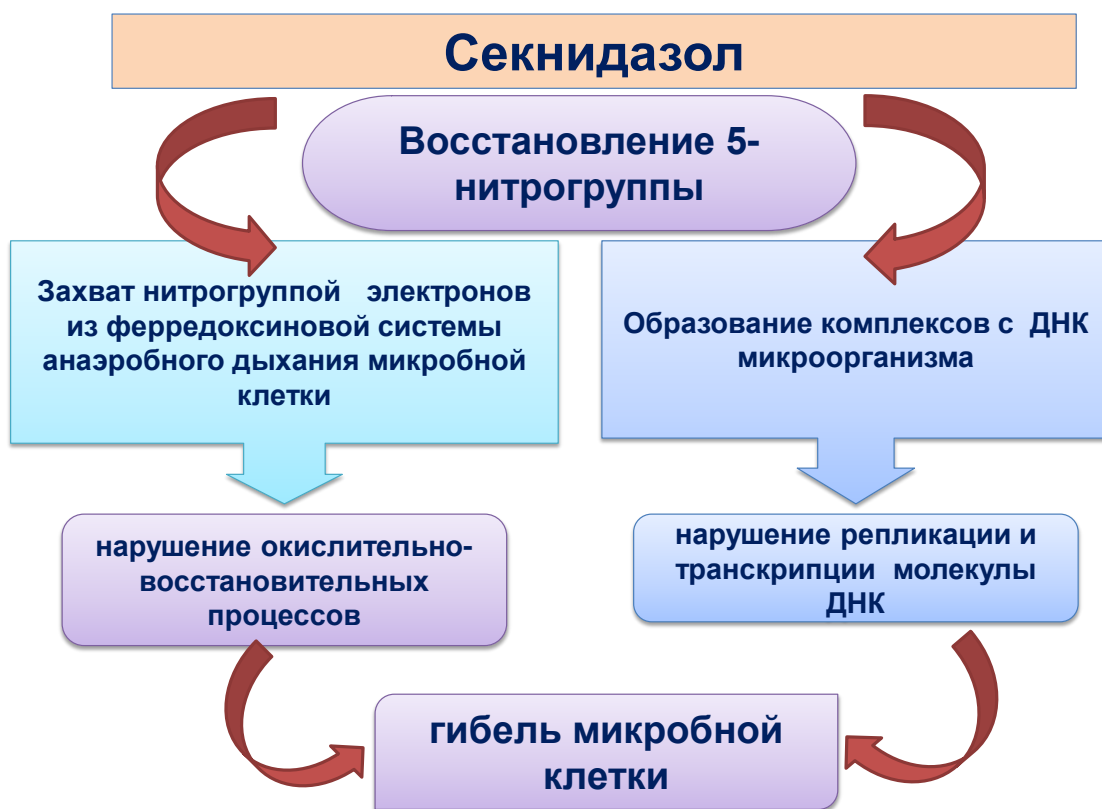 Секнидазол
Восстановление 5-
нитрогруппы
Захват нитрогруппой электронов
из ферредоксиновой системы
анаэробного дыхания микробной
клетки
Образование комплексов с ДНК
микроорганизма
нарушение окислительно-
восстановительных
процессов
нарушение репликации и
транскрипции молекулы
ДНК
гибель микробной
клетки